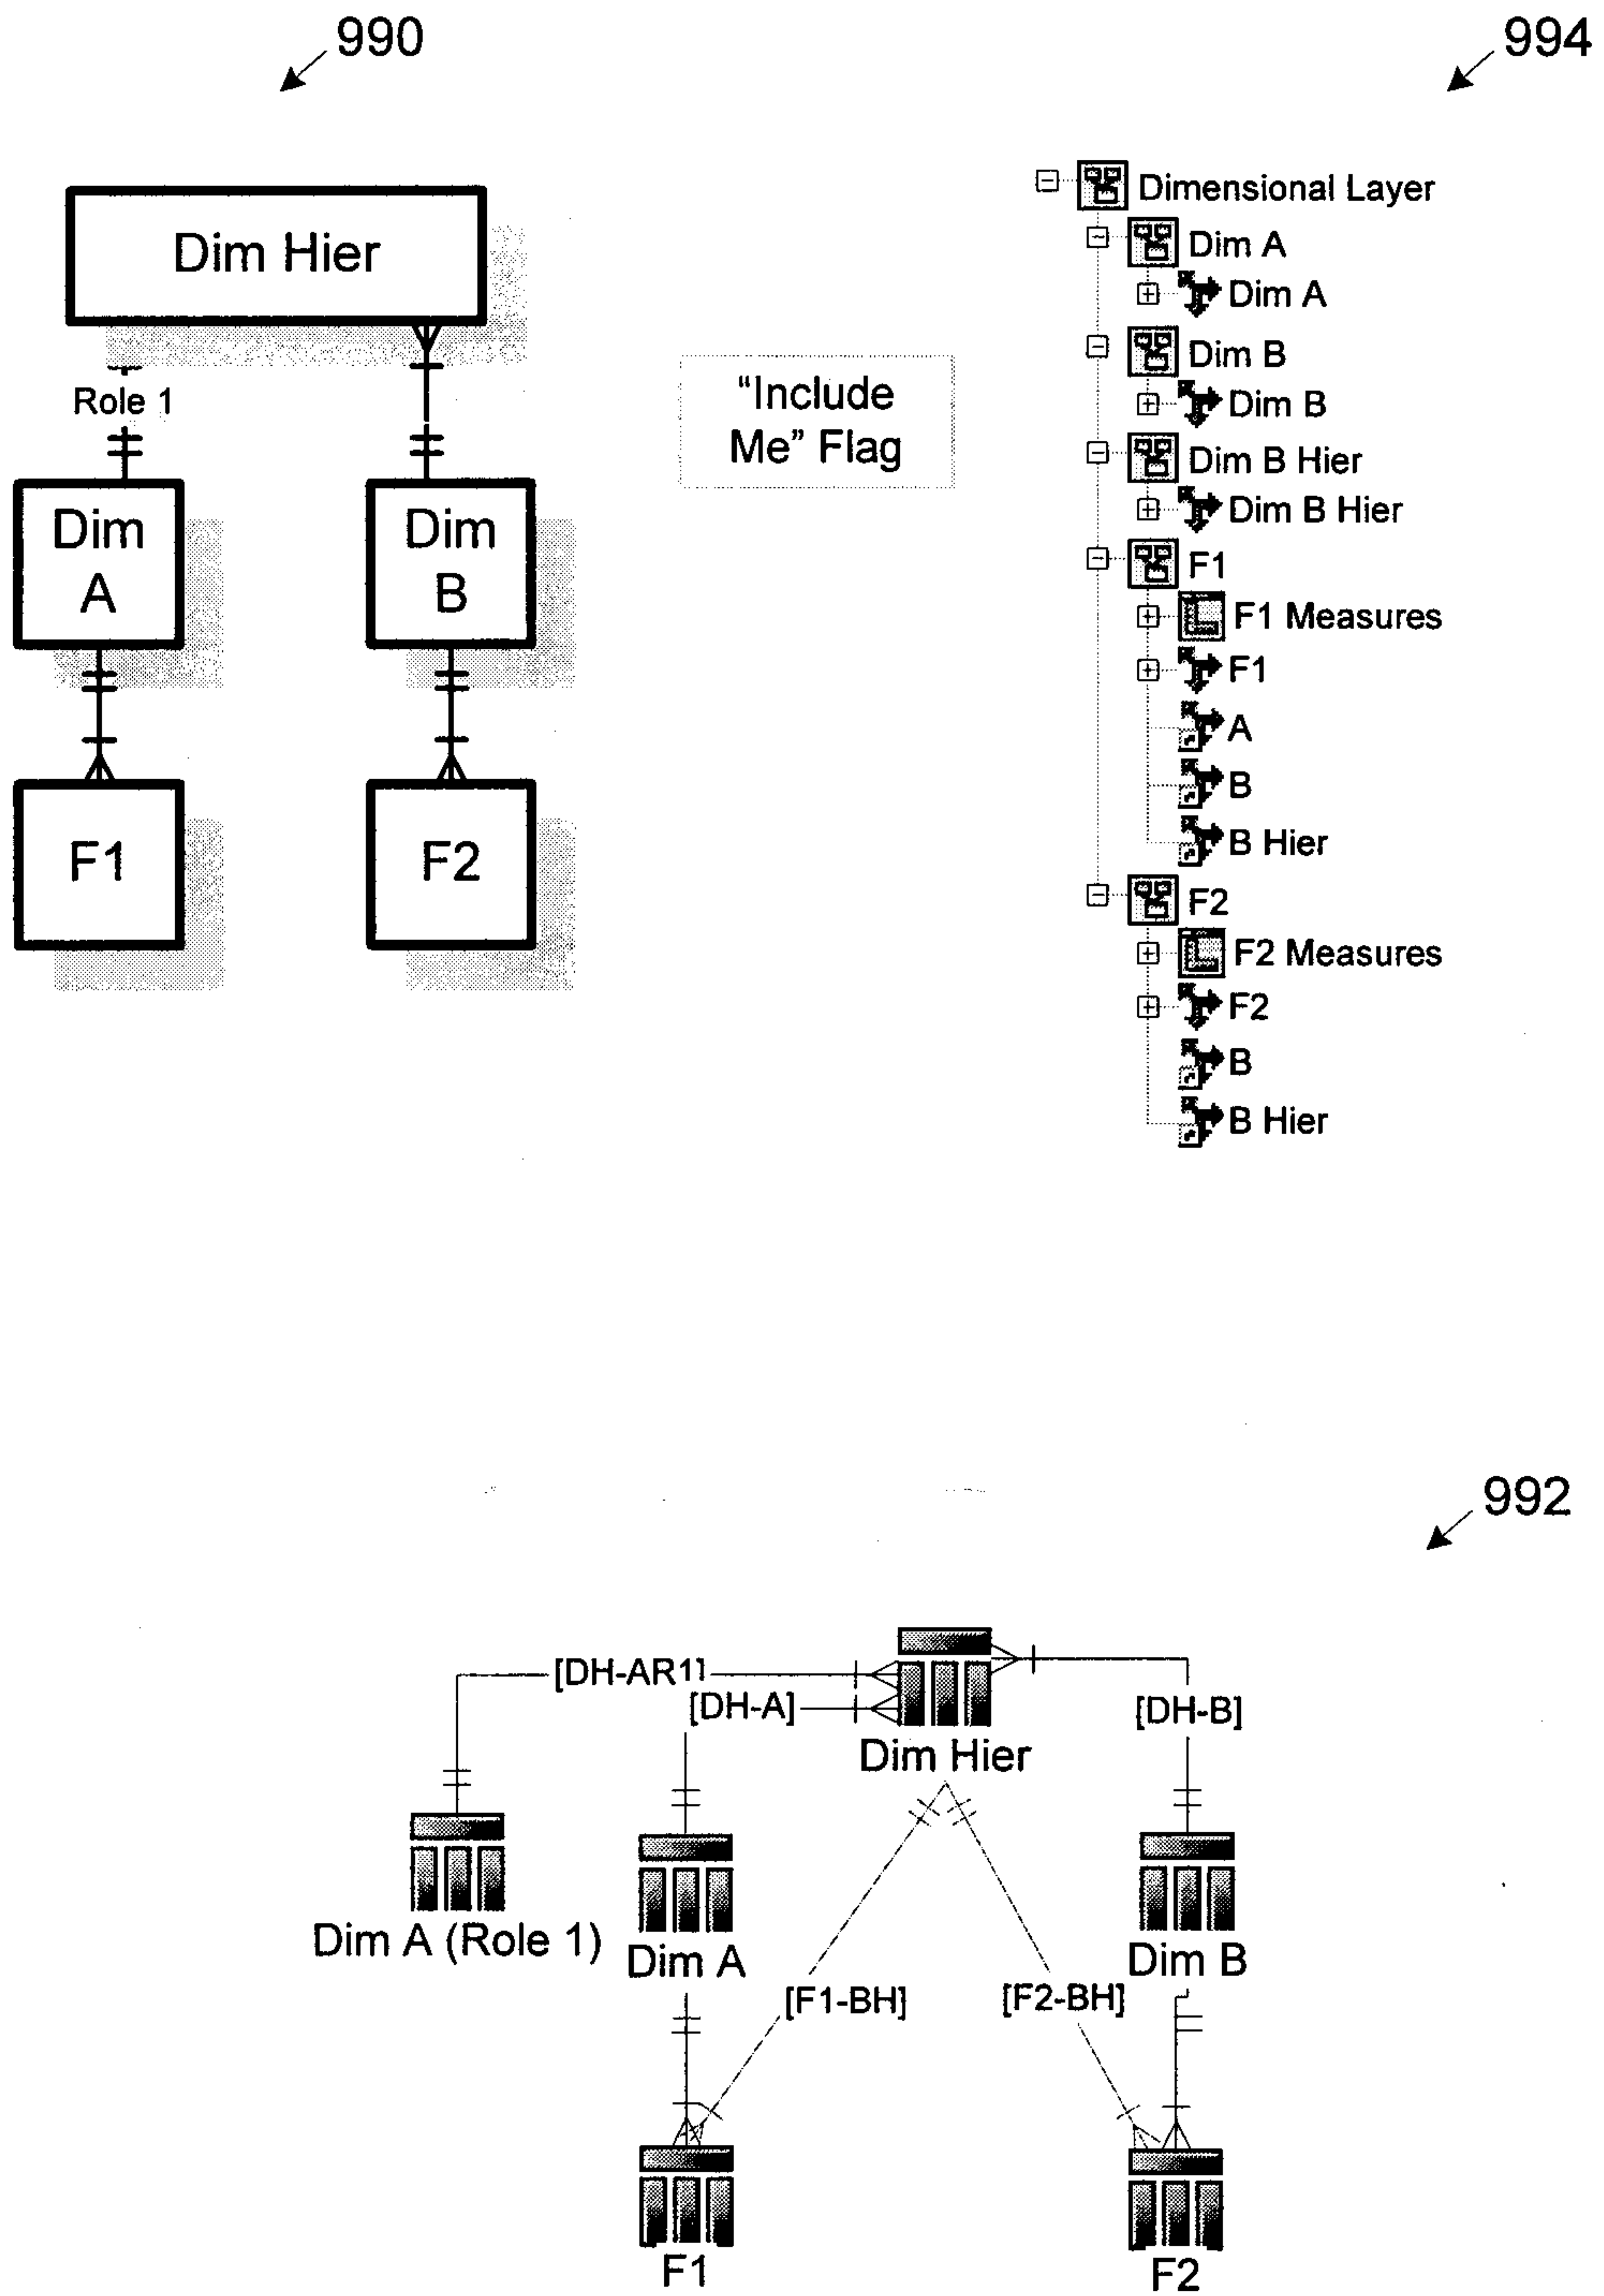 990
994
Dim Hier
Role 1
Dim
A
Dim
B
F1
F2
“Include
Me” Flag
Dimensional Layer
Dim A
Dim A
Dim B
Dim B
Dim B Hier
Dim B Hier
F1
F1 Measures
F1
A
B
B Hier
F2
F2 Measures
F2
B
B Hier
992
[DH-AR1]
[DH-A]
[DH-B]
Dim Hier
Dim A (Role 1)
Dim A
Dim B
[F1-BH]
[F2-BH]
F1
F2